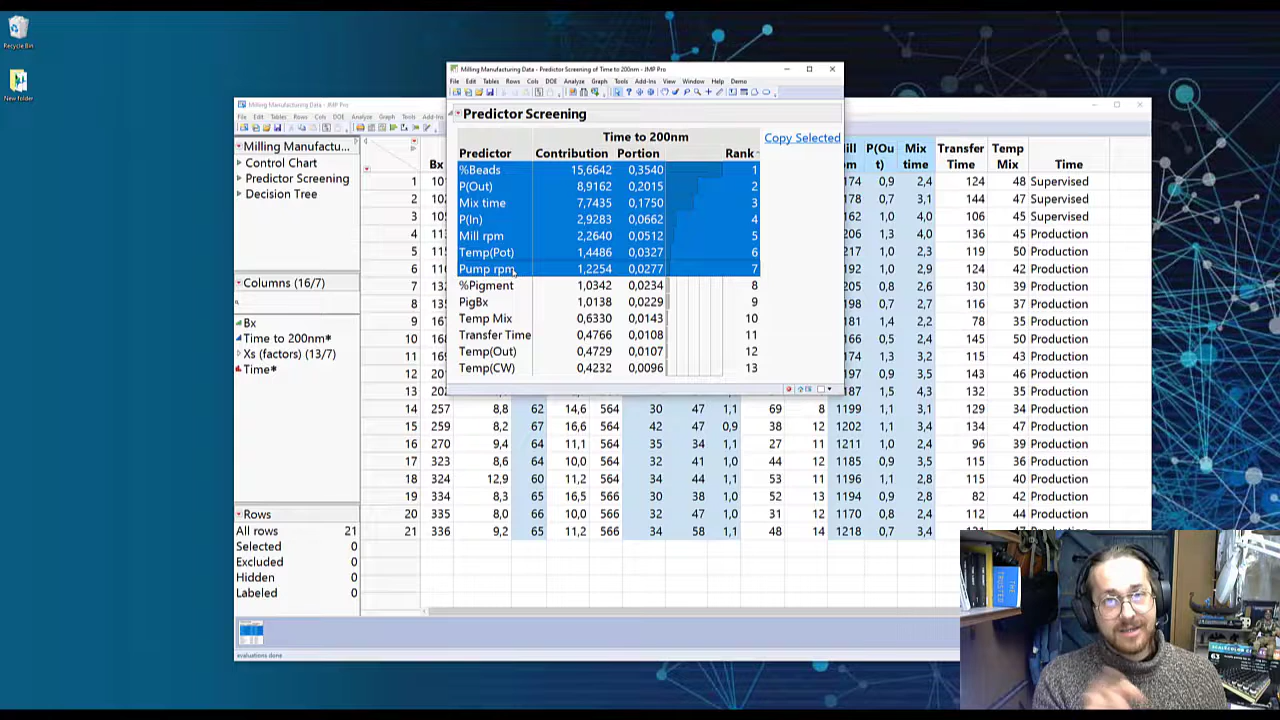 Recycle Bin
New folder
Milling Manufacturing Data - Predictor Screening of Time to 200nm - JMP Pro
File Edit Tables Rows Cols DOE Analyze Graph Tools Add-Ins View Window Help Demo
Predictor Screening
Time to 200nm
Copy Selected
Predictor Contribution Portion Rank
%Beads 15,6642 0,3540 1
P(Out) 8,9162 0,2015 2
Mix time 7,7435 0,1750 3
P(In) 2,9283 0,0662 4
Mill rpm 2,2640 0,0512 5
Temp(Pot) 1,4486 0,0327 6
Pump rpm 1,2254 0,0277 7
%Pigment 1,0342 0,0234 8
PigBx 1,0138 0,0229 9
Temp Mix 0,6330 0,0143 10
Transfer Time 0,4766 0,0108 11
Temp(Out) 0,4729 0,0107 12
Temp(CW) 0,4232 0,0096 13
Milling Manufacturing Data - JMP Pro
File Edit Tables Rows Cols DOE Analyze Graph Tools Add-Ins
Milling Manufactu...
Control Chart
Predictor Screening
Decision Tree
Columns (16/7)
Bx
Time to 200nm*
Xs (factors) (13/7)
Time*
Rows
All rows 21
Selected 0
Excluded 0
Hidden 0
Labeled 0
evaluations done
Bx
P(Ou t) Mix time Transfer Time Temp Mix Time
1 174 0,9 2,4 124 48 Supervised
2 178 0,7 3,1 144 47 Supervised
3 162 1,0 4,0 106 45 Supervised
4 206 1,3 3,4 136 45 Production
5 119 50 Production
6 192 0,9 2,9 124 42 Production
7 205 0,8 2,6 130 39 Production
8 198 0,7 2,7 116 37 Production
9 181 1,4 2,2 78 35 Production
10 166 0,5 2,4 145 50 Production
11 174 1,3 3,2 115 43 Production
12 197 0,9 2,3 143 46 Production
13 187 1,5 4,3 132 35 Production
14 257 8,8 62 14,6 564 30 47 1,1 69 8 1199 1,1 3,1 129 34 Production
15 259 8,2 67 16,6 564 42 47 0,9 38 12 1202 1,1 3,4 134 47 Production
16 270 9,4 64 11,1 564 35 34 1,1 27 11 1211 1,0 2,4 96 39 Production
17 323 8,6 64 10,0 564 32 41 1,0 44 12 1185 0,9 3,5 115 36 Production
18 324 12,9 60 11,2 564 34 44 1,1 53 11 1196 1,1 2,8 115 40 Production
19 334 8,3 65 16,5 566 30 38 1,0 52 13 1194 0,9 2,8 82 42 Production
20 335 8,0 66 10,0 564 32 44 1,2 31 12 1170 0,8 2,4 112 44 Production
21 336 9,2 65 11,2 566 34 58 1,1 48 14 1218 0,7 3,4
THE TRUSTED
63